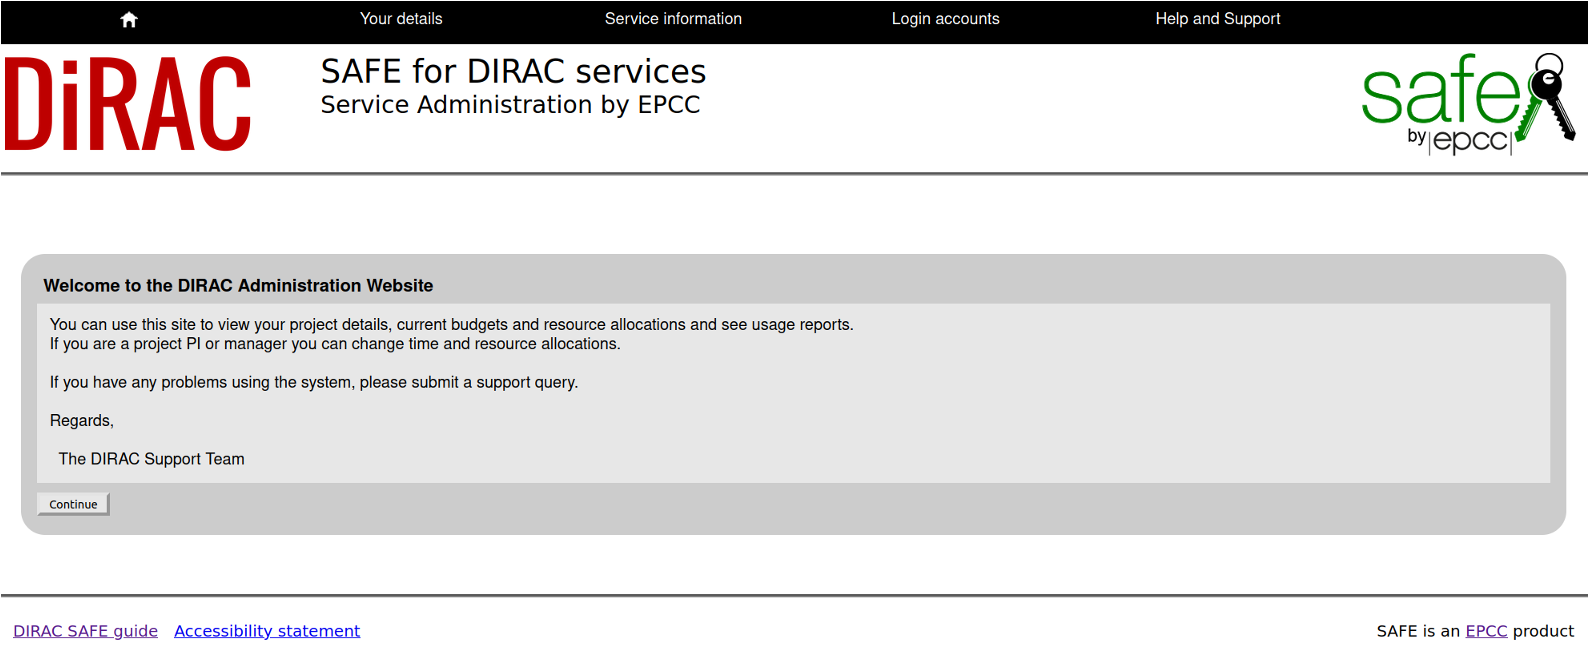 Your details Service information Login accounts Help and Support
DiRAC
SAFE for DIRAC services
Service Administration by EPCC
safe
by |epcc|
Welcome to the DIRAC Administration Website
You can use this site to view your project details, current budgets and resource allocations and see usage reports.
If you are a project PI or manager you can change time and resource allocations.
If you have any problems using the system, please submit a support query.
Regards,
The DIRAC Support Team
Continue
DIRAC SAFE guide Accessibility statement SAFE is an EPCC product